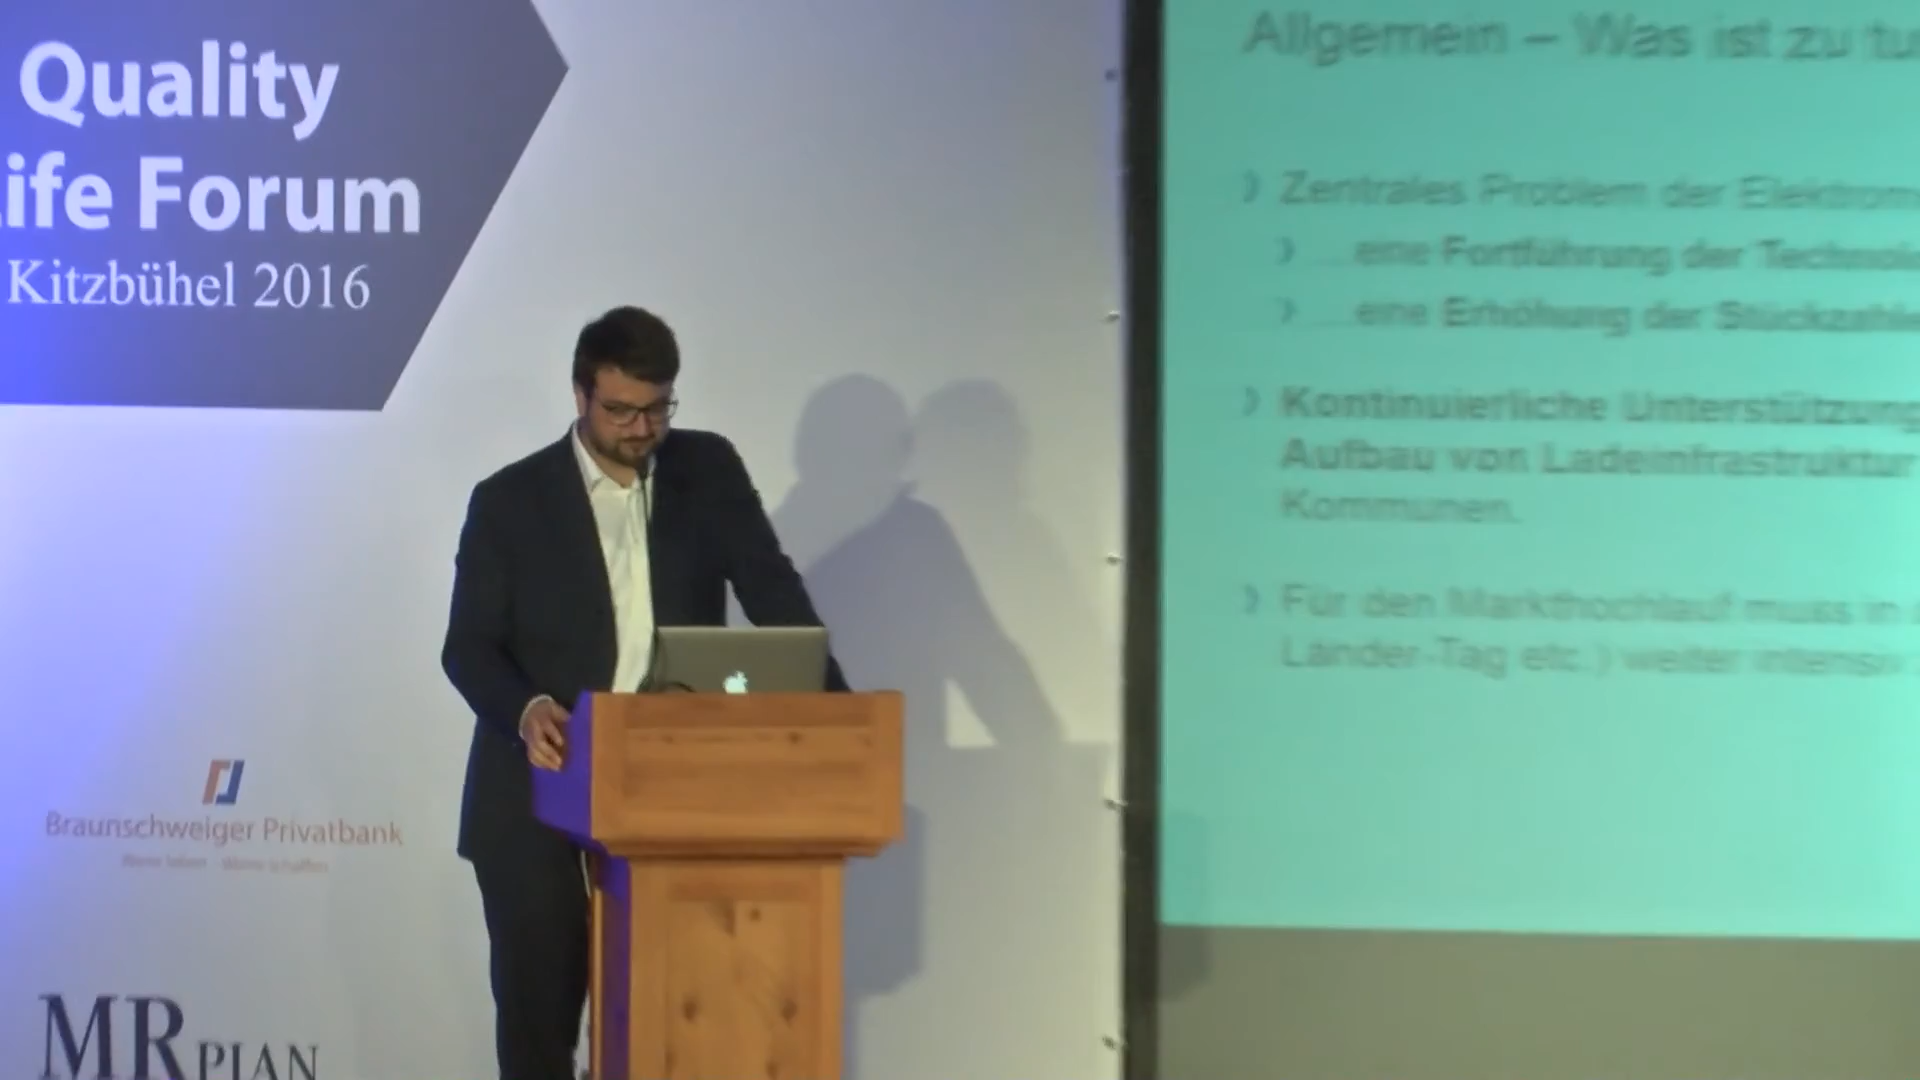 Quality
Life Forum
Kitzbühel 2016
Braunschweiger Privatbank
MRPLAN
Allgemein – Was ist zu tu
Zentrales Problem der Elektrom
... eine Fortführung der Technolo
... eine Erhöhung der Stückzahle
Kontinuierliche Unterstützung
Aufbau von Ladeinfrastruktur
Kommunen.
Für den Markthochlauf muss in
Länder-Tag etc.) weiter intensiv